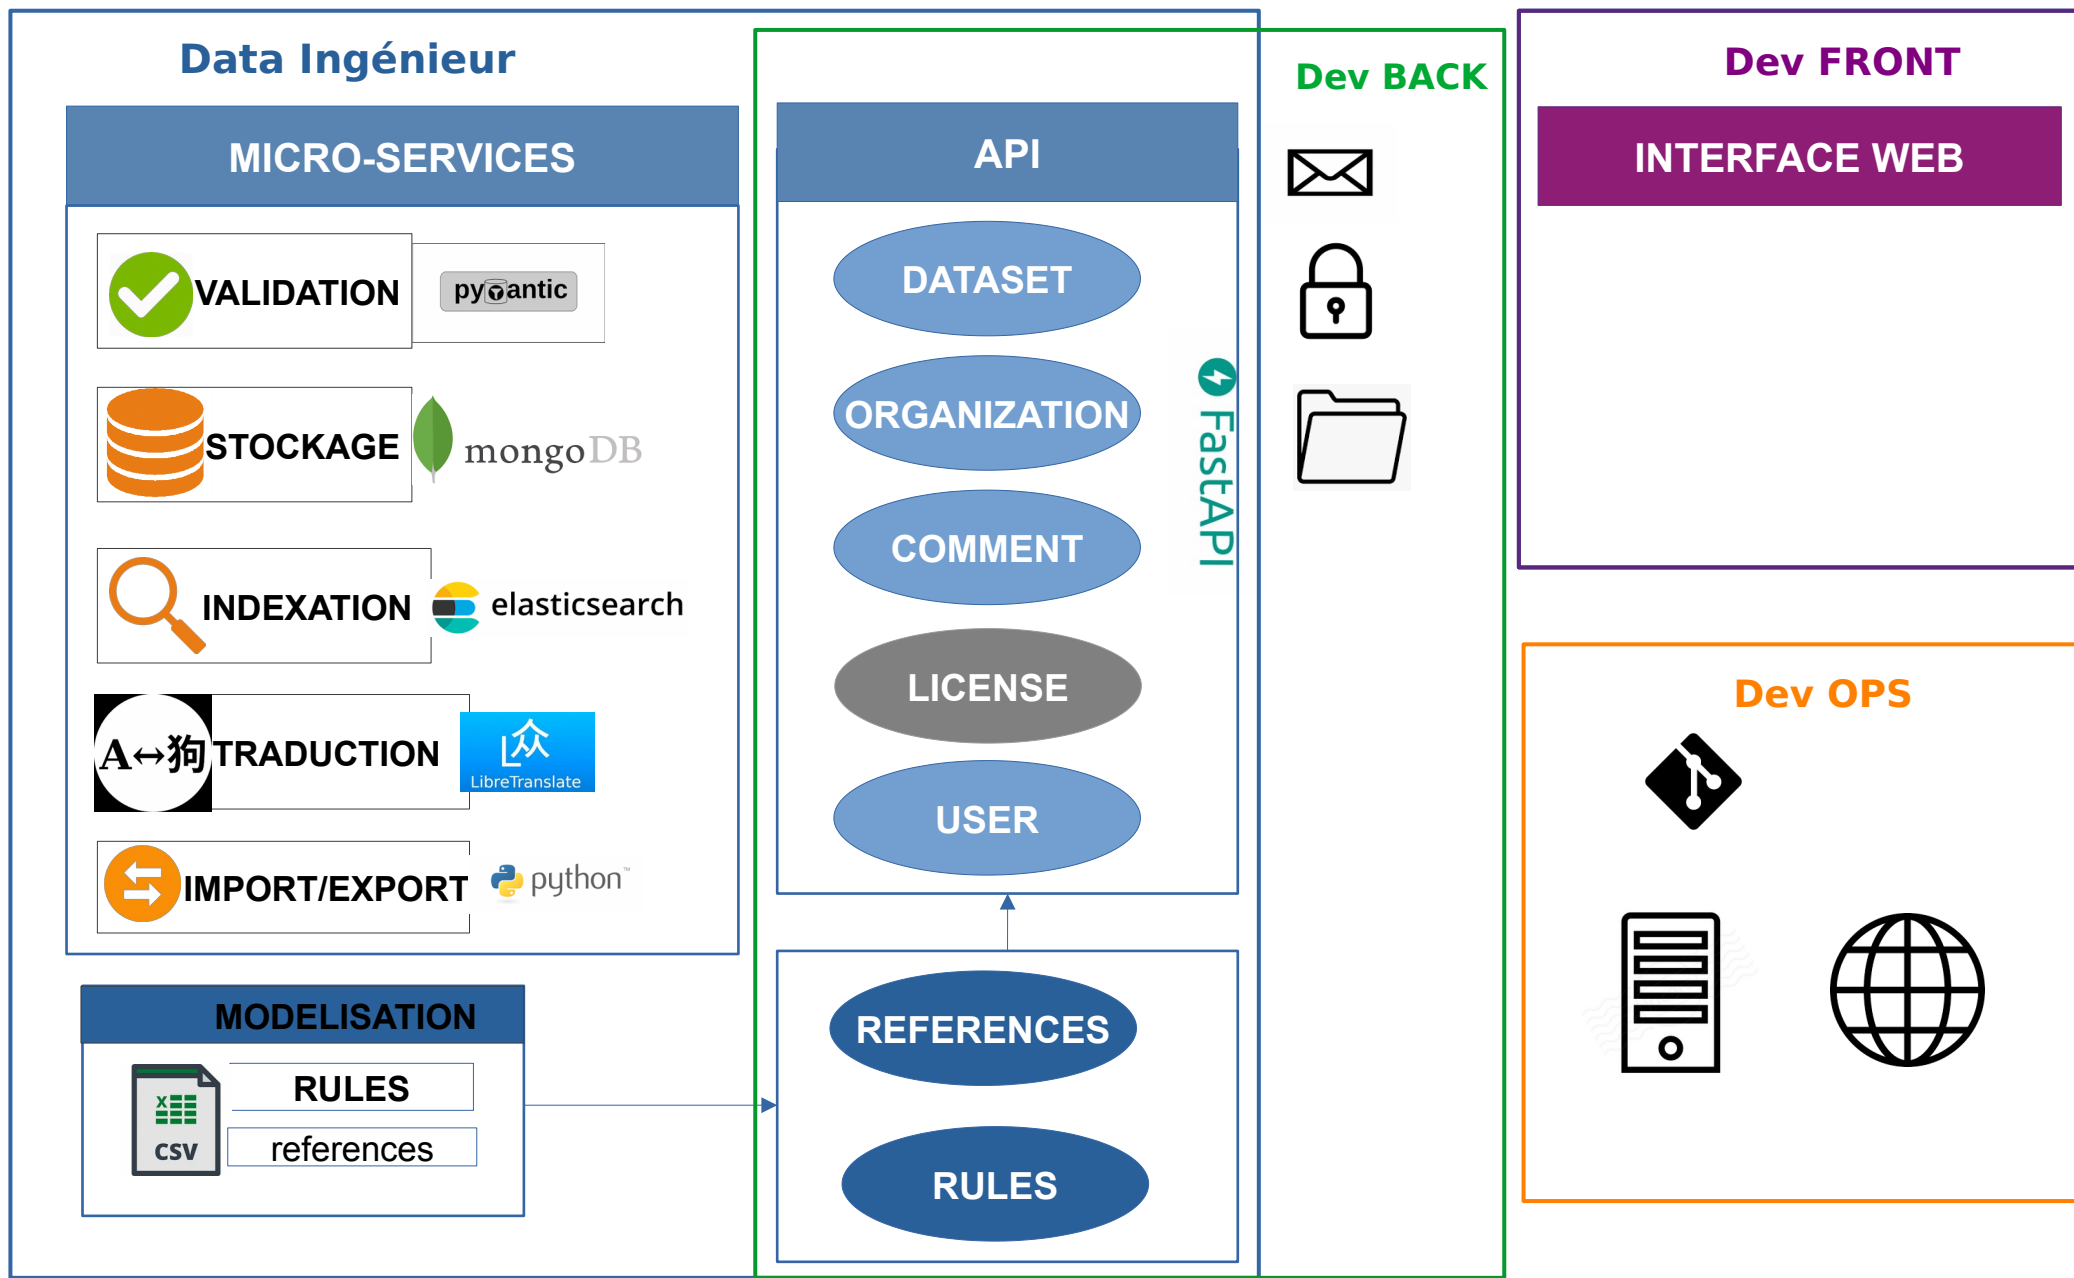 Data Ingénieur
MICRO-SERVICES
VALIDATION
pydantic
STOCKAGE
mongoDB
INDEXATION
elasticsearch
A↔狗
TRADUCTION
LibreTranslate
IMPORT/EXPORT
python™
MODELISATION
CSV
RULES
references
API
DATASET
ORGANIZATION
COMMENT
LICENSE
USER
FastAPI
REFERENCES
RULES
Dev BACK
Dev FRONT
INTERFACE WEB
Dev OPS